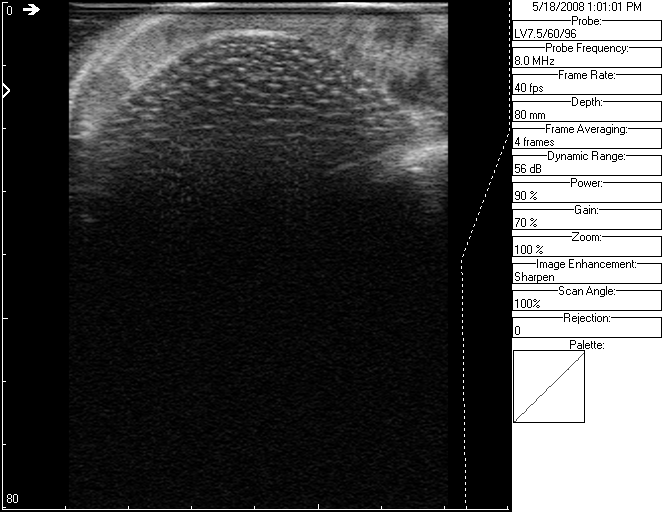 0
5/18/2008 1:01:01 PM
Probe:
LV7.5/60/96
Probe Frequency:
8.0 MHz
Frame Rate:
40 fps
Depth:
80 mm
Frame Averaging:
4 frames
Dynamic Range:
56 dB
Power:
90 %
Gain:
70 %
Zoom:
100 %
Image Enhancement:
Sharpen
Scan Angle:
100%
Rejection:
0
Palette:
80